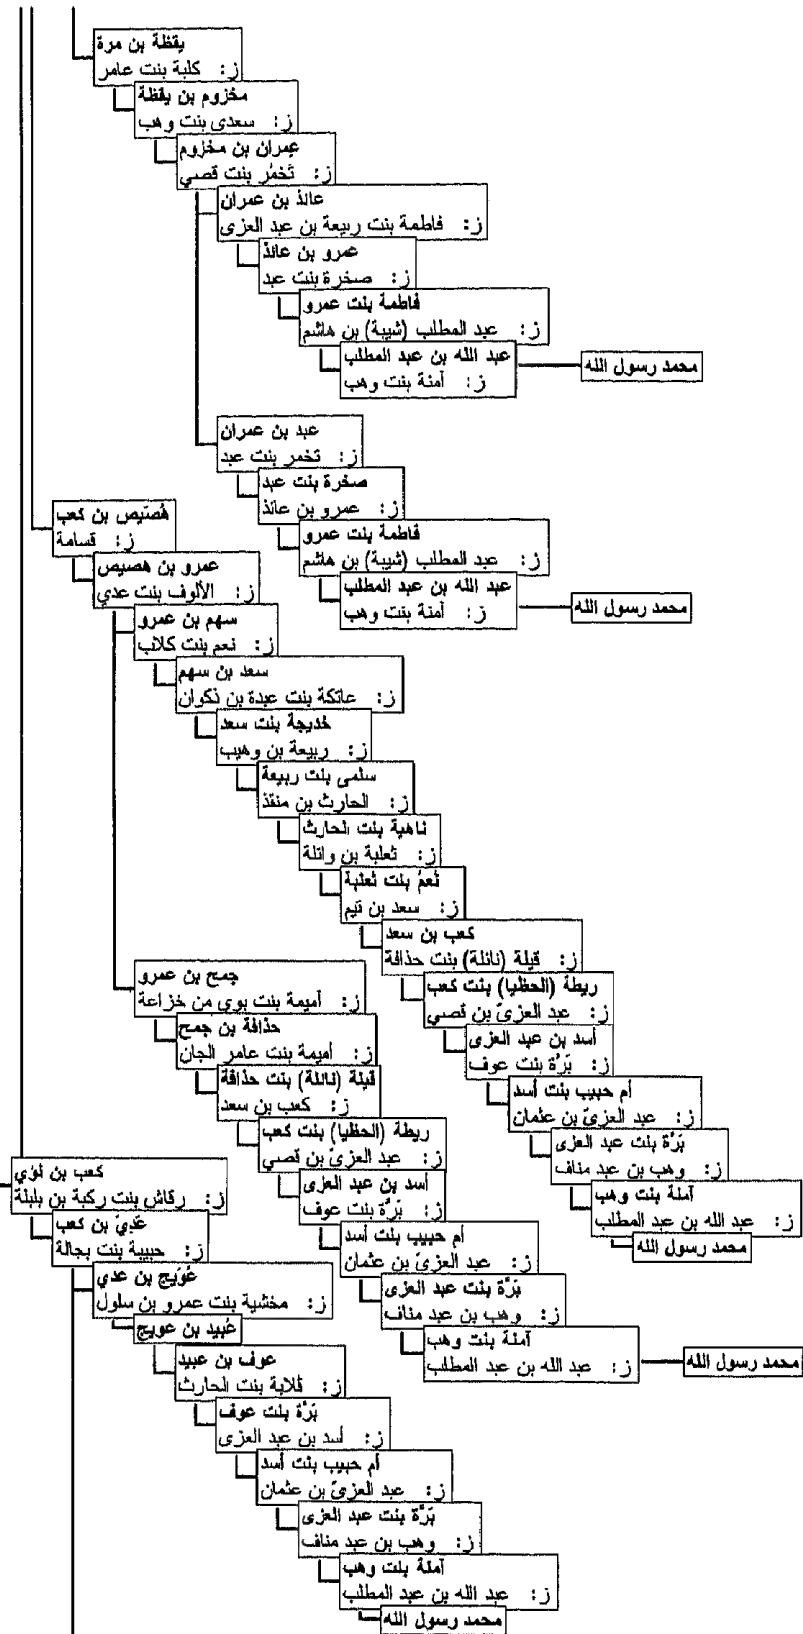 يقظة بن مرة
ز: كلبة بنت عامر
مخزوم بن يقظة
ز: سعدى بنت وهب
عِمران بن مخزوم
ز: تَخمُر بنت قصي
عائذ بن عمران
ز: فاطمة بنت ربيعة بن عبد العزى
عمرو بن عائذ
ز: صخرة بنت عبد
فاطمة بنت عمرو
ز: عبد المطلب (شيبة) بن هاشم
عبد الله بن عبد المطلب
ز: آمنة بنت وهب
محمد رسول الله
عبد بن عمران
ز: تخمر بنت عبد
صخرة بنت عبد
ز: عمرو بن عائذ
فاطمة بنت عمرو
ز: عبد المطلب (شيبة) بن هاشم
عبد الله بن عبد المطلب
ز: آمنة بنت وهب
محمد رسول الله
هُصَيص بن كعب
ز: قسامة
عمرو بن هصيص
ز: الألوف بنت عدي
سهم بن عمرو
ز: نعم بنت كلاب
سعد بن سهم
ز: عاتكة بنت عبدة بن ذكوان
خديجة بنت سعد
ز: ربيعة بن وهيب
سلمى بنت ربيعة
ز: الحارث بن منقذ
ناهية بنت الحارث
ز: ثعلبة بن وائلة
نُعمُ بنت ثعلبة
ز: سعد بن تيم
كعب بن سعد
ز: قيلة (نائلة) بنت حذافة
ريطة (الحظيا) بنت كعب
ز: عبد العزىّ بن قصي
أسد بن عبد العزى
ز: بَرَّة بنت عوف
أم حبيب بنت أسد
ز: عبد العزىّ بن عثمان
بَرَّة بنت عبد العزى
ز: وهب بن عبد مناف
آمنة بنت وهب
ز: عبد الله بن عبد المطلب
محمد رسول الله
جمح بن عمرو
ز: أميمة بنت بوي من خزاعة
حذافة بن جمح
ز: أميمة بنت عامر الجان
قيلة (نائلة) بنت حذافة
ز: كعب بن سعد
ريطة (الحظيا) بنت كعب
ز: عبد العزىّ بن قصي
أسد بن عبد العزى
ز: بَرَّة بنت عوف
أم حبيب بنت أسد
ز: عبد العزىّ بن عثمان
بَرَّة بنت عبد العزى
ز: وهب بن عبد مناف
آمنة بنت وهب
ز: عبد الله بن عبد المطلب
محمد رسول الله
كعب بن لؤي
ز: رقاش بنت ركبة بن بلبلة
عَدِيّ بن كعب
ز: حبيبة بنت بجالة
عُوَيج بن عدي
ز: مخشية بنت عمرو بن سلول
عُبيد بن عويج
عوف بن عبيد
ز: قلابة بنت الحارث
بَرَّة بنت عوف
ز: أسد بن عبد العزى
أم حبيب بنت أسد
ز: عبد العزىّ بن عثمان
بَرَّة بنت عبد العزى
ز: وهب بن عبد مناف
آمنة بنت وهب
ز: عبد الله بن عبد المطلب
محمد رسول الله